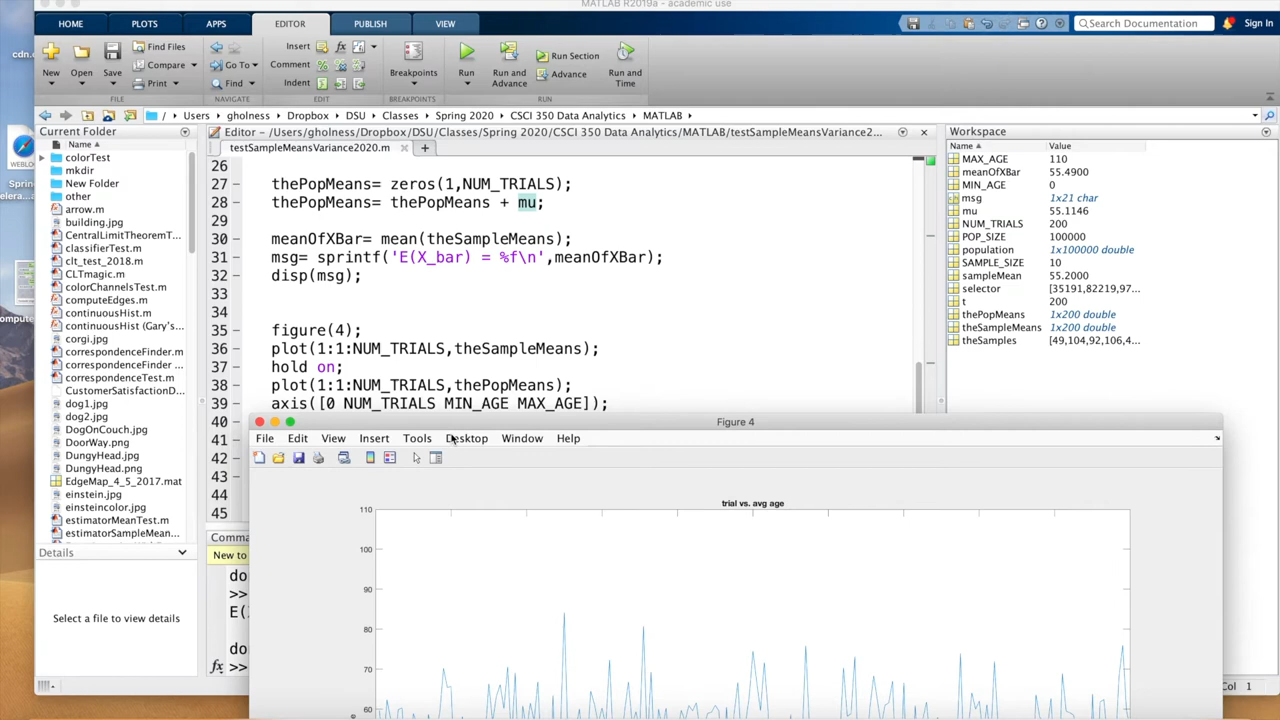 MATLAB R2019a - academic use
HOME PLOTS APPS EDITOR PUBLISH VIEW
Search Documentation Sign In
cdn.c
New Open Save Find Files Compare Print
Insert fx Comment Indent
Go To Find
Breakpoints Run Run and Advance Run Section Advance Run and Time
FILE NAVIGATE EDIT BREAKPOINTS RUN
/ Users gholness Dropbox DSU Classes Spring 2020 CSCI 350 Data Analytics MATLAB
Current Folder
Name
colorTest
mkdir
New Folder
other
arrow.m
building.jpg
CentralLimitTheoremT...
classifierTest.m
clt_test_2018.m
CLTmagic.m
colorChannelsTest.m
computeEdges.m
continuousHist.m
continuousHist (Gary's...
corgi.jpg
correspondenceFinder.m
correspondenceFinder ...
correspondenceTest.m
CustomerSatisfactionD...
dog1.jpg
dog2.jpg
DogOnCouch.jpg
DoorWay.png
DungyHead.jpg
DungyHead.png
EdgeMap_4_5_2017.mat
einstein.jpg
einsteincolor.jpg
estimatorMeanTest.m
estimatorSampleMean...
Details
Select a file to view details
WEBLO
Sprin
elera...
ompute
Editor - /Users/gholness/Dropbox/DSU/Classes/Spring 2020/CSCI 350 Data Analytics/MATLAB/testSampleMeansVariance2...
testSampleMeansVariance2020.m
26
27 - thePopMeans= zeros(1,NUM_TRIALS);
28 - thePopMeans= thePopMeans + mu;
30 - meanOfXBar= mean(theSampleMeans);
31 - msg= sprintf('E(X_bar) = %f\n',meanOfXBar);
32 - disp(msg);
33
34
35 - figure(4);
36 - plot(1:1:NUM_TRIALS,theSampleMeans);
37 - hold on;
38 - plot(1:1:NUM_TRIALS,thePopMeans);
39 - axis([0 NUM_TRIALS MIN_AGE MAX_AGE]);
40 -
41 -
42 -
43 -
44
45
Comma
New to
do
>>
E(
do
fx >>
Workspace
Name Value
MAX_AGE 110
meanOfXBar 55.4900
MIN_AGE 0
msg 1x21 char
mu 55.1146
NUM_TRIALS 200
POP_SIZE 100000
population 1x100000 double
SAMPLE_SIZE 10
sampleMean 55.2000
selector [35191,82219,97...
t 200
thePopMeans 1x200 double
theSampleMeans 1x200 double
theSamples [49,104,92,106,4...
Figure 4
File Edit View Insert Tools Desktop Window Help
trial vs. avg age
110
100
90
80
70
60
Col 1